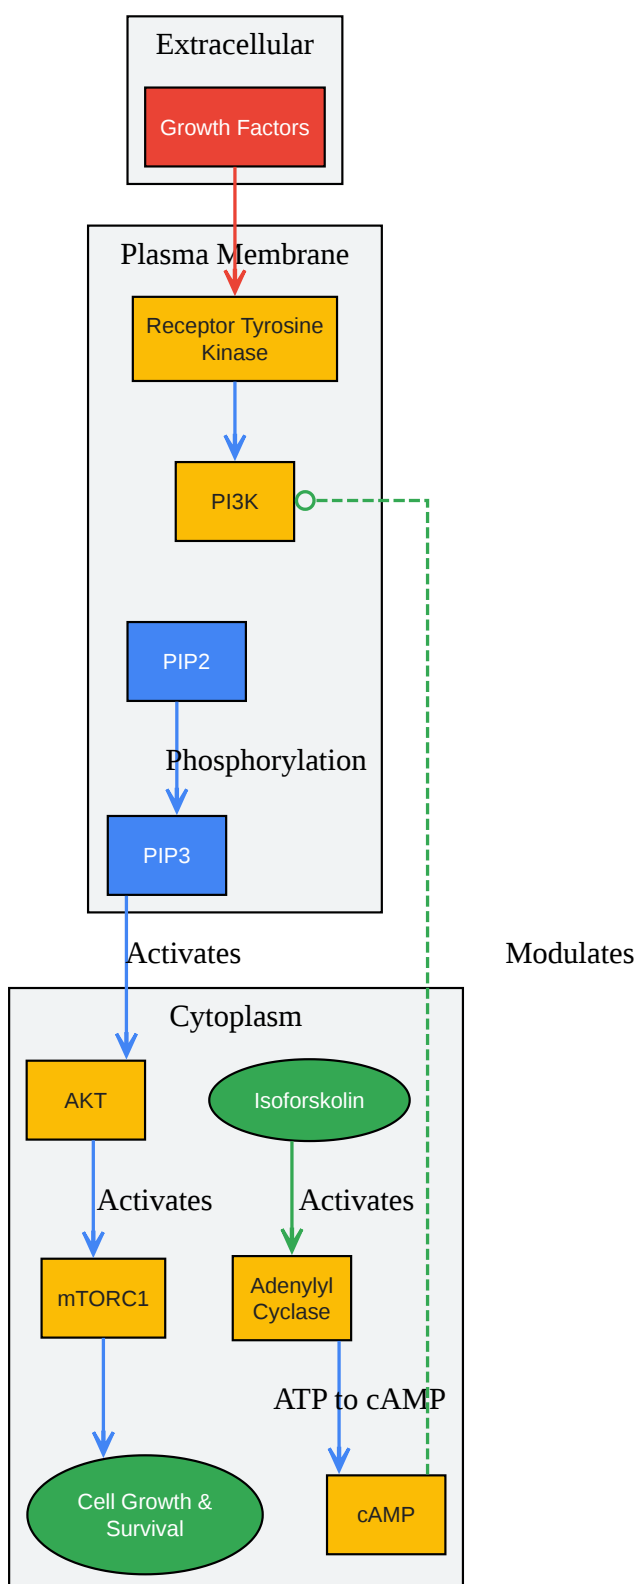 Extracellular
Growth Factors
Plasma Membrane
Receptor Tyrosine
Kinase
PI3K
PIP2
Phosphorylation
PIP3
Activates
Modulates
Cytoplasm
AKT
Isoforskolin
Activates
Activates
mTORC1
Adenylyl
Cyclase
ATP to cAMP
Cell Growth &
Survival
cAMP